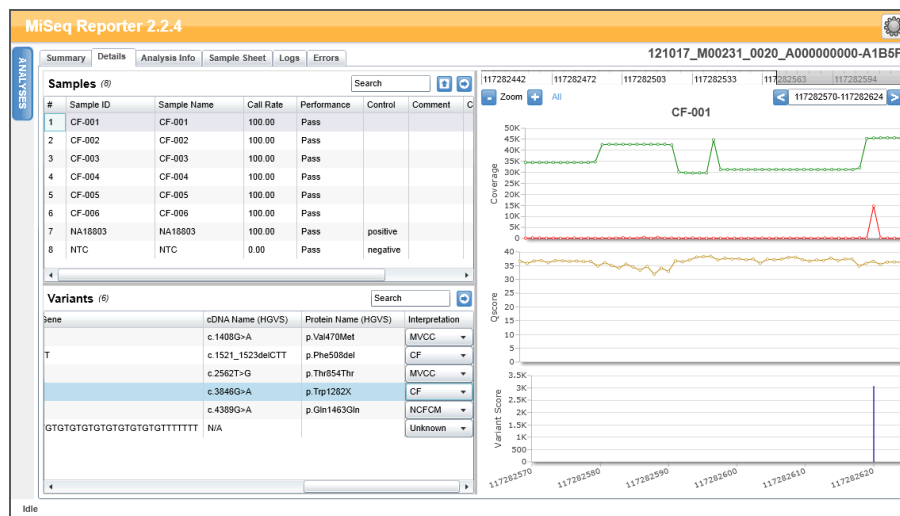 MiSeq Reporter 2.2.4
ANALYSES
Summary Details Analysis Info Sample Sheet Logs Errors
121017_M00231_0020_A000000000-A1B5F
Samples (8) Search
# Sample ID Sample Name Call Rate Performance Control Comment C
1 CF-001 CF-001 100.00 Pass
2 CF-002 CF-002 100.00 Pass
3 CF-003 CF-003 100.00 Pass
4 CF-004 CF-004 100.00 Pass
5 CF-005 CF-005 100.00 Pass
6 CF-006 CF-006 100.00 Pass
7 NA18803 NA18803 100.00 Pass positive
8 NTC NTC 0.00 Pass negative
Variants (6) Search
Gene cDNA Name (HGVS) Protein Name (HGVS) Interpretation
c.1408G>A p.Val470Met MVCC
T c.1521_1523delCTT p.Phe508del CF
c.2562T>G p.Thr854Thr MVCC
c.3846G>A p.Trp1282X CF
c.4389G>A p.Gln1463Gln NCFCM
GTGTGTGTGTGTGTGTGTGTTTTTTT N/A Unknown
117282442 117282472 117282503 117282533 117282563 117282594
- Zoom + All < 117282570-117282624 >
CF-001
Coverage
50K
45K
40K
35K
30K
25K
20K
15K
10K
5K
0
Qscore
40
35
30
25
20
15
10
5
0
Variant Score
3.5K
3K
2.5K
2K
1.5K
1K
500
0
117282570 117282580 117282590 117282600 117282610 117282620
Idle